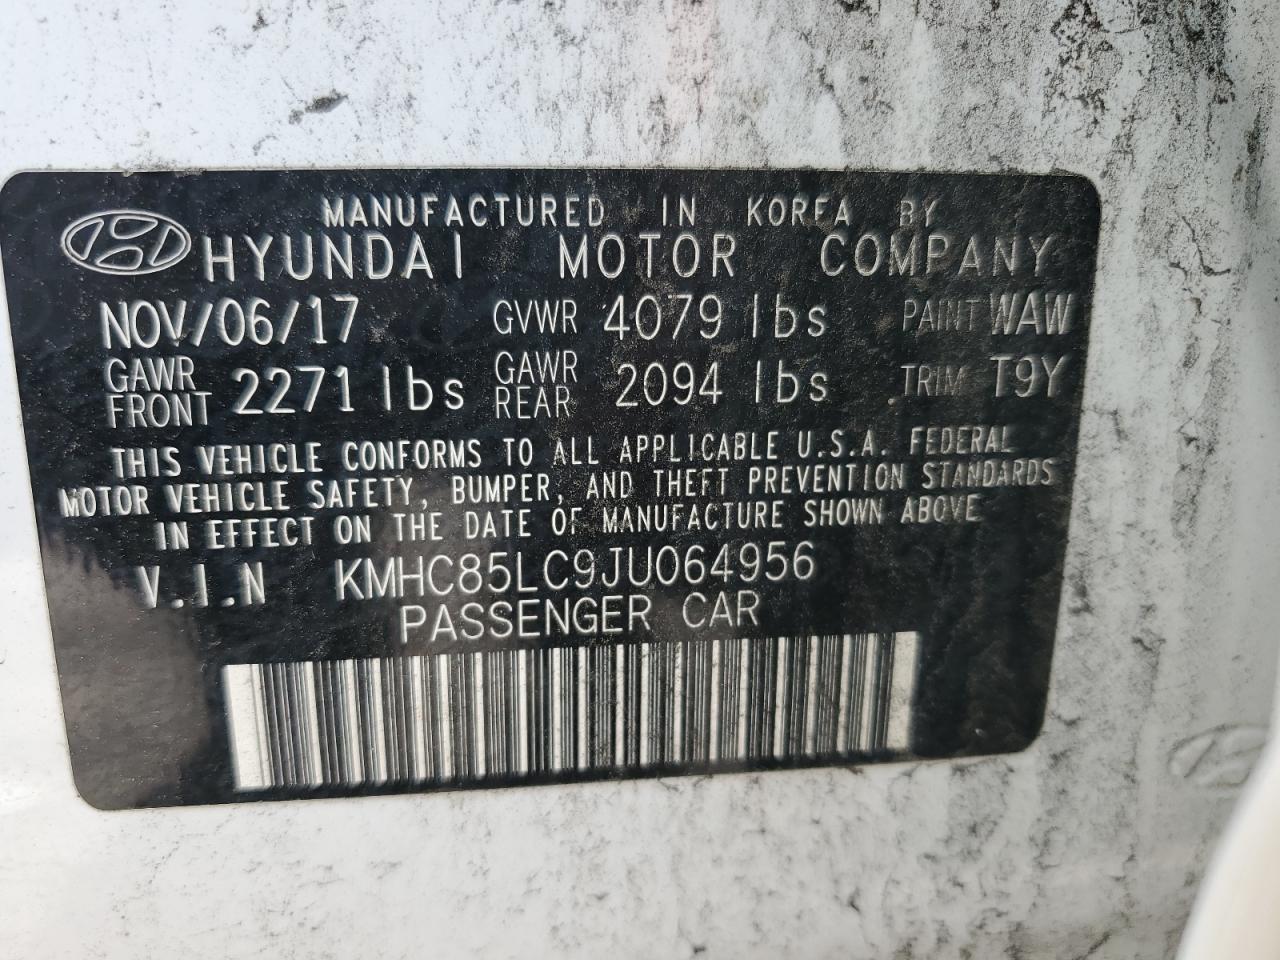 MANUFACTURED IN KOREA BY
HYUNDAI MOTOR COMPANY
NOV/06/17 GVWR 4079 lbs PAINT WAW
GAWR FRONT 2271 lbs GAWR REAR 2094 lbs TRIM T9Y
THIS VEHICLE CONFORMS TO ALL APPLICABLE U.S.A. FEDERAL
MOTOR VEHICLE SAFETY, BUMPER, AND THEFT PREVENTION STANDARDS
IN EFFECT ON THE DATE OF MANUFACTURE SHOWN ABOVE
V.I.N KMHC85LC9JU064956
PASSENGER CAR